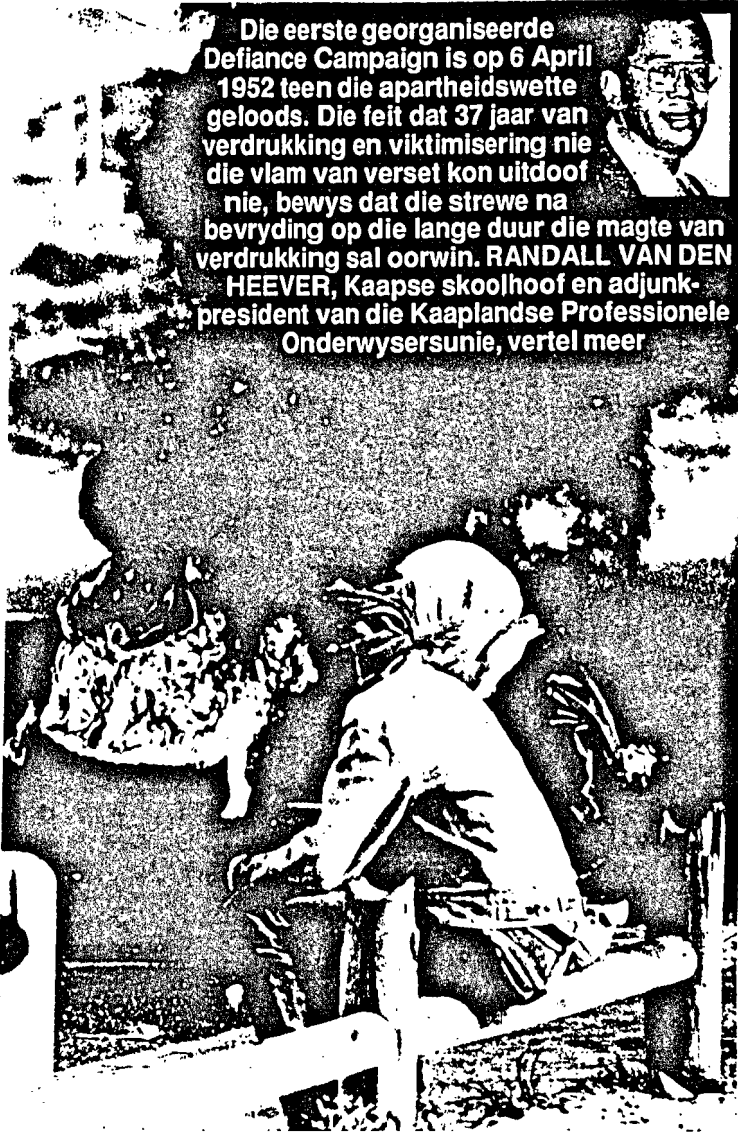 Die eerste georganiseerde
Defiance Campaign is op 6 April
1952 teen die apartheidswette
geloods. Die feit dat 37 jaar van
verdrukking en viktimisering nie
die vlam van verset kon uitdoof
nie, bewys dat die strewe na
bevryding op die lange duur die magte van
verdrukking sal oorwin. RANDALL VAN DEN
HEEVER, Kaapse skoolhoof en adjunk-
president van die Kaaplandse Professionele
Onderwysersunie, vertel meer